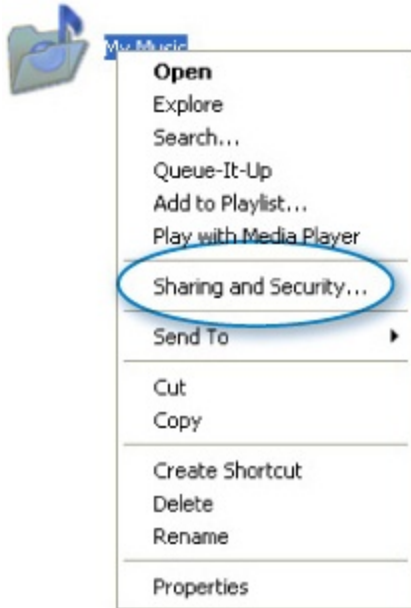 My Music
Open
Explore
Search...
Queue-It-Up
Add to Playlist...
Play with Media Player
Sharing and Security...
Send To
Cut
Copy
Create Shortcut
Delete
Rename
Properties